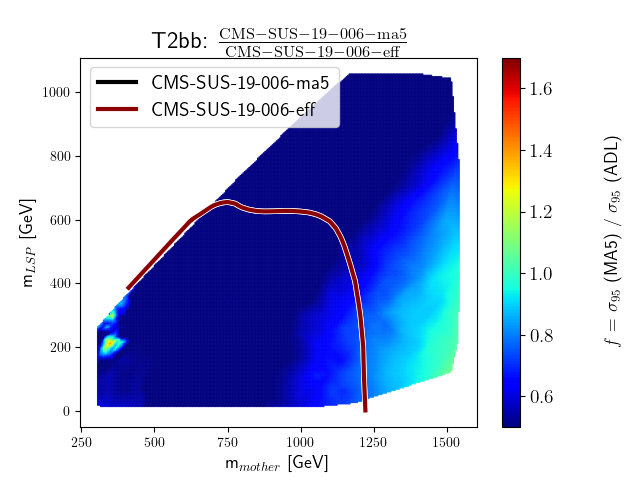 T2bb: CMS−SUS−19−006−ma5
CMS−SUS−19−006−eff
CMS-SUS-19-006-ma5
CMS-SUS-19-006-eff
1000
800
600
400
200
0
m_LSP [GeV]
250 500 750 1000 1250 1500
m_mother [GeV]
1.6
1.4
1.2
1.0
0.8
0.6
f = σ_95 (MA5) / σ_95 (ADL)